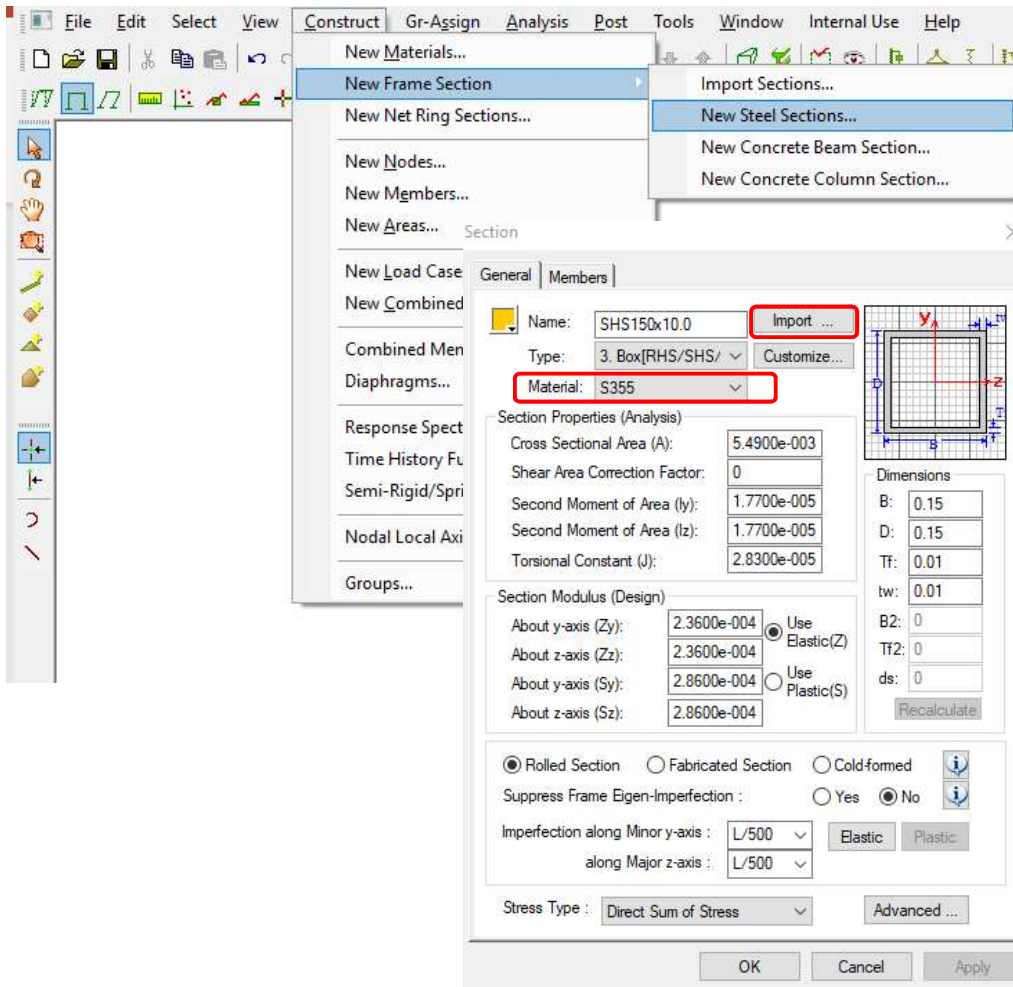 File Edit Select View Construct Gr-Assign Analysis Post Tools Window Internal Use Help
New Materials...
New Frame Section
New Net Ring Sections...
New Nodes...
New Members...
New Areas...
New Load Case
New Combined
Combined Men
Diaphragms...
Response Spect
Time History Fu
Semi-Rigid/Spri
Nodal Local Axi
Groups...
Import Sections...
New Steel Sections...
New Concrete Beam Section...
New Concrete Column Section...
Section
General Members
Name: SHS150x10.0 Import ...
Type: 3. Box[RHS/SHS/ Customize...
Material: S355
y
tw
D
z
T
B
Section Properties (Analysis)
Cross Sectional Area (A): 5.4900e-003
Shear Area Correction Factor: 0
Second Moment of Area (Iy): 1.7700e-005
Second Moment of Area (Iz): 1.7700e-005
Torsional Constant (J): 2.8300e-005
Dimensions
B: 0.15
D: 0.15
Tf: 0.01
tw: 0.01
B2: 0
Tf2: 0
ds: 0
Recalculate
Section Modulus (Design)
About y-axis (Zy): 2.3600e-004
About z-axis (Zz): 2.3600e-004
About y-axis (Sy): 2.8600e-004
About z-axis (Sz): 2.8600e-004
Use
Elastic(Z)
Use
Plastic(S)
Rolled Section Fabricated Section Cold-formed
Suppress Frame Eigen-Imperfection : Yes No
Imperfection along Minor y-axis : L/500 Elastic Plastic
along Major z-axis : L/500
Stress Type : Direct Sum of Stress Advanced ...
OK Cancel Apply